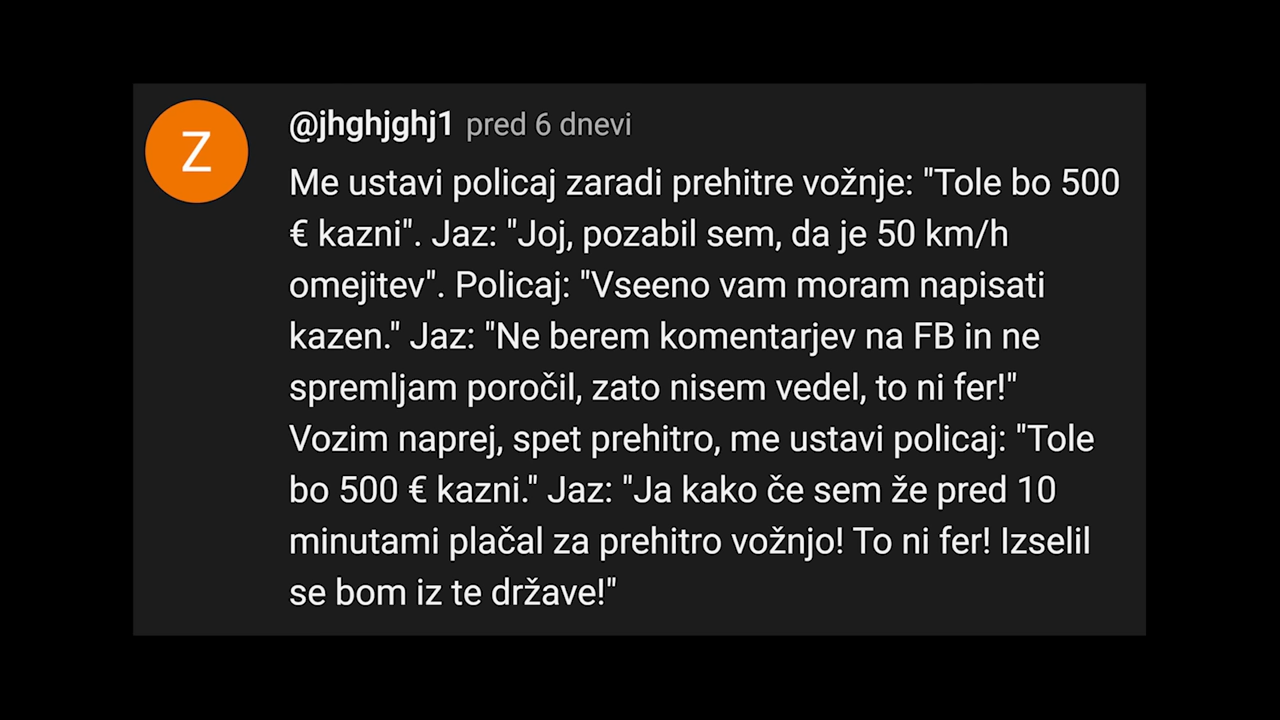 Z
@jhghjghj1 pred 6 dnevi
Me ustavi policaj zaradi prehitre vožnje: "Tole bo 500
€ kazni". Jaz: "Joj, pozabil sem, da je 50 km/h
omejitev". Policaj: "Vseeno vam moram napisati
kazen." Jaz: "Ne berem komentarjev na FB in ne
spremljam poročil, zato nisem vedel, to ni fer!"
Vozim naprej, spet prehitro, me ustavi policaj: "Tole
bo 500 € kazni." Jaz: "Ja kako če sem že pred 10
minutami plačal za prehitro vožnjo! To ni fer! Izselil
se bom iz te države!"